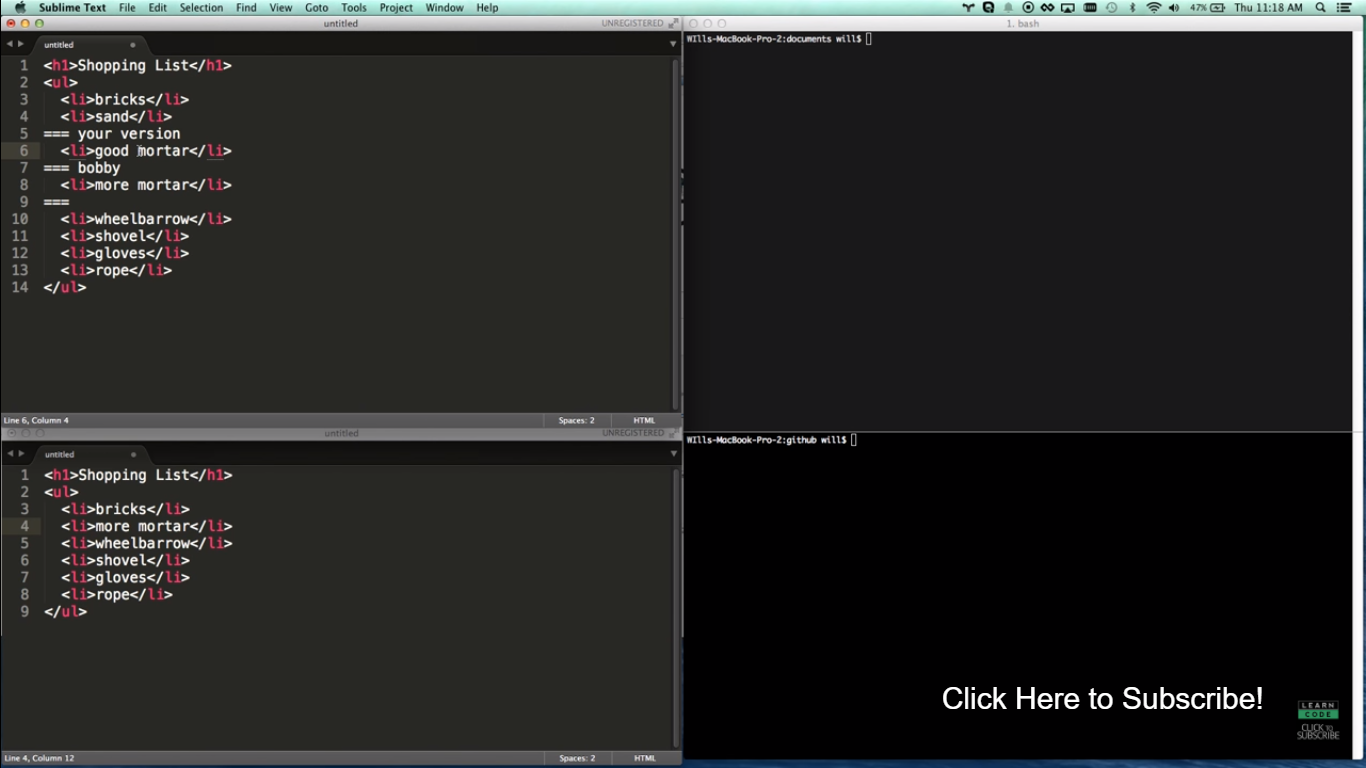 Sublime Text File Edit Selection Find View Goto Tools Project Window Help 47% Thu 11:18 AM
untitled UNREGISTERED
untitled
1 <h1>Shopping List</h1>
2 <ul>
3 <li>bricks</li>
4 <li>sand</li>
5 === your version
6 <li>good mortar</li>
7 === bobby
8 <li>more mortar</li>
9 ===
10 <li>wheelbarrow</li>
11 <li>shovel</li>
12 <li>gloves</li>
13 <li>rope</li>
14 </ul>
Line 6, Column 4 Spaces: 2 HTML
untitled UNREGISTERED
untitled
1 <h1>Shopping List</h1>
2 <ul>
3 <li>bricks</li>
4 <li>more mortar</li>
5 <li>wheelbarrow</li>
6 <li>shovel</li>
7 <li>gloves</li>
8 <li>rope</li>
9 </ul>
Line 4, Column 12 Spaces: 2 HTML
1. bash
WIlls-MacBook-Pro-2:documents will$
WIlls-MacBook-Pro-2:github will$
Click Here to Subscribe!
LEARN
CODE
CLICK TO
SUBSCRIBE